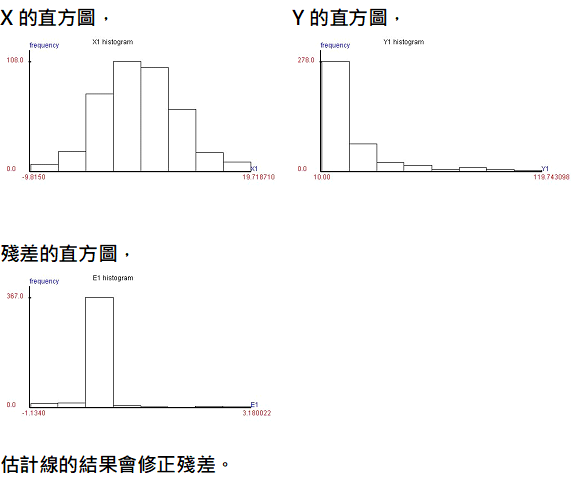 X 的直方圖，
Y 的直方圖，
X1 histogram
frequency
108.0
0.0
-9.8150
19.718710
X1
Y1 histogram
frequency
278.0
0.0
10.00
119.743098
Y1
殘差的直方圖，
E1 histogram
frequency
367.0
0.0
-1.1340
3.180022
E1
估計線的結果會修正殘差。